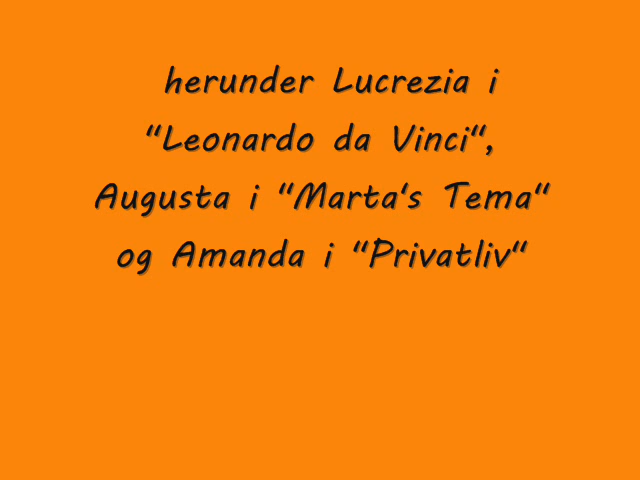 herunder Lucrezia i
"Leonardo da Vinci",
Augusta i "Marta's Tema"
og Amanda i "Privatliv"